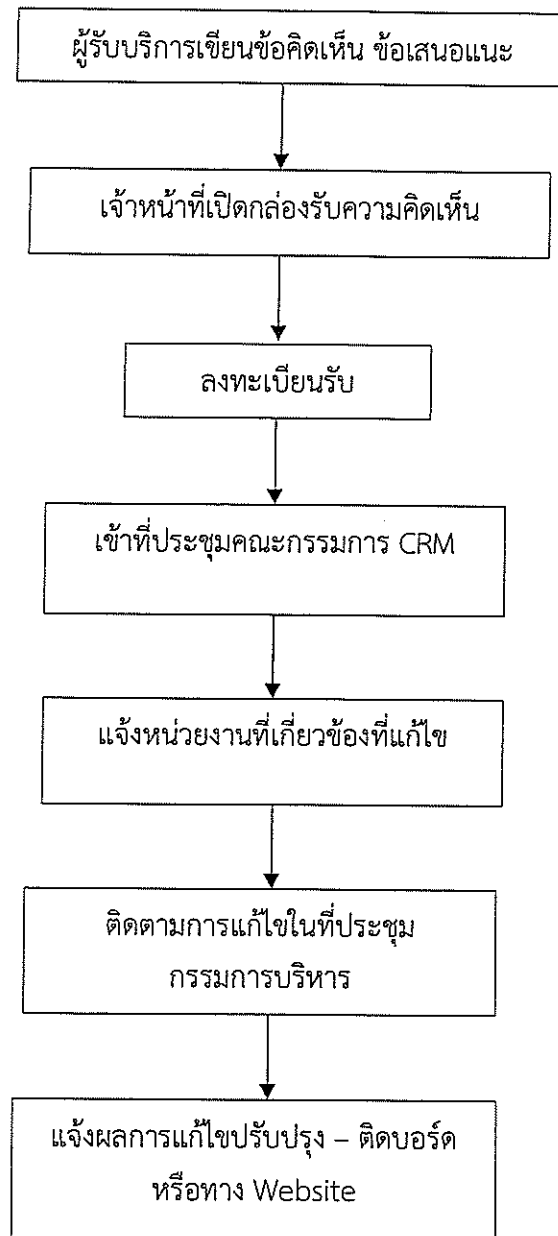 ผู้รับบริการเขียนข้อคิดเห็น ข้อเสนอแนะ
เจ้าหน้าที่เปิดกล่องรับความคิดเห็น
ลงทะเบียนรับ
เข้าที่ประชุมคณะกรรมการ CRM
แจ้งหน่วยงานที่เกี่ยวข้องที่แก้ไข
ติดตามการแก้ไขในที่ประชุม
กรรมการบริหาร
แจ้งผลการแก้ไขปรับปรุง – ติดบอร์ด
หรือทาง Website